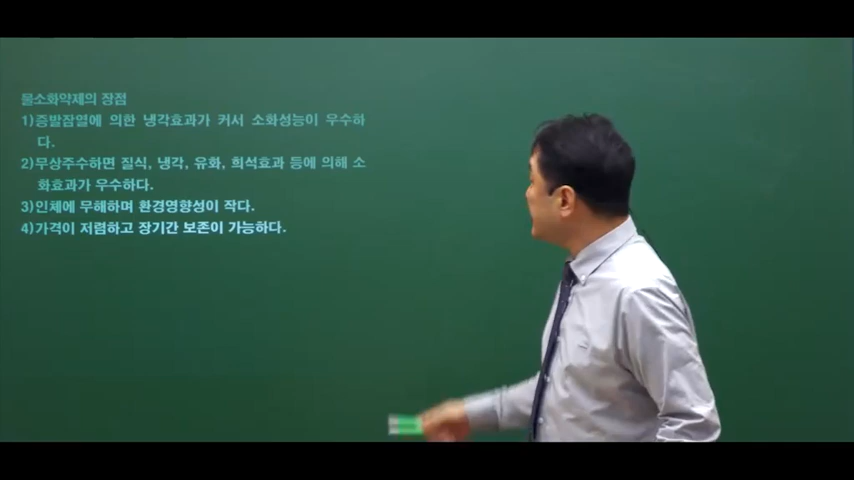 물소화약제의 장점
1)증발잠열에 의한 냉각효과가 커서 소화성능이 우수하
다.
2)무상주수하면 질식, 냉각, 유화, 희석효과 등에 의해 소
화효과가 우수하다.
3)인체에 무해하며 환경영향성이 작다.
4)가격이 저렴하고 장기간 보존이 가능하다.